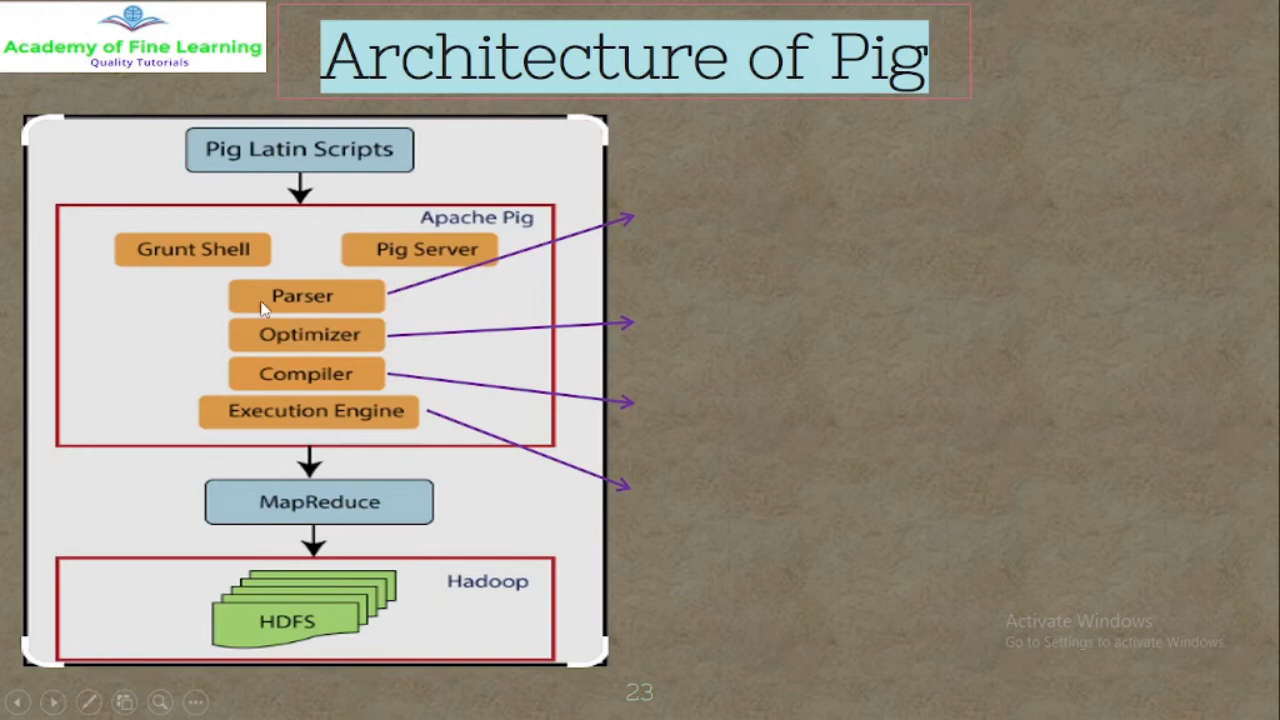 Academy of Fine Learning
Quality Tutorials
Architecture of Pig
Pig Latin Scripts
Apache Pig
Grunt Shell
Pig Server
Parser
Optimizer
Compiler
Execution Engine
MapReduce
Hadoop
HDFS
Activate Windows
Go to Settings to activate Windows.
23